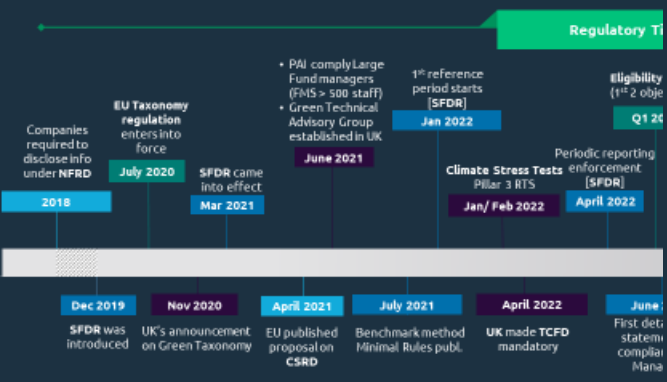 Regulatory Ti
Companies
required to
disclose info
under NFRD
2018
EU Taxonomy
regulation
enters into
force
July 2020
SFDR came
into effect
Mar 2021
• PAI comply Large
Fund managers
(FMS > 500 staff)
• Green Technical
Advisory Group
established in UK
June 2021
1st reference
period starts
[SFDR]
Jan 2022
Climate Stress Tests
Pillar 3 RTS
Jan/ Feb 2022
Periodic reporting
enforcement
[SFDR]
April 2022
Eligibility
(1st 2 obje
Q1 20
Dec 2019
SFDR was
introduced
Nov 2020
UK's announcement
on Green Taxonomy
April 2021
EU published
proposal on
CSRD
July 2021
Benchmark method
Minimal Rules publ.
April 2022
UK made TCFD
mandatory
June
First det
statem
complia
Mana